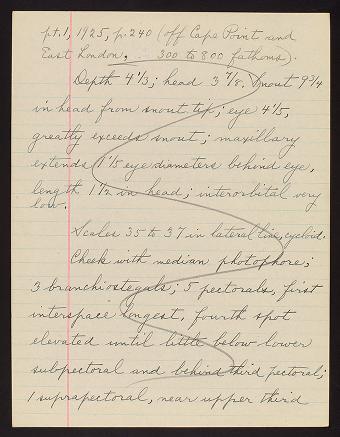 pt. 1, 1925, p. 240 (off Cape Point and
East London, 300 to 800 fathoms).
Depth 4 1/3; head 3 7/8. Snout 9 3/4
in head from snout tip; eye 4 1/5,
greatly exceeds snout; maxillary
extends 1 1/5 eye diameters behind eye,
length 1 1/2 in head; interorbital very
low.
Scales 35 to 37 in lateral line, cycloid.
Cheek with median photophore;
3 branchiostegals; 5 pectorals, first
interspace longest, fourth spot
elevated until little below lower
subpectoral and behind third pectoral;
1 suprapectoral, near upper third